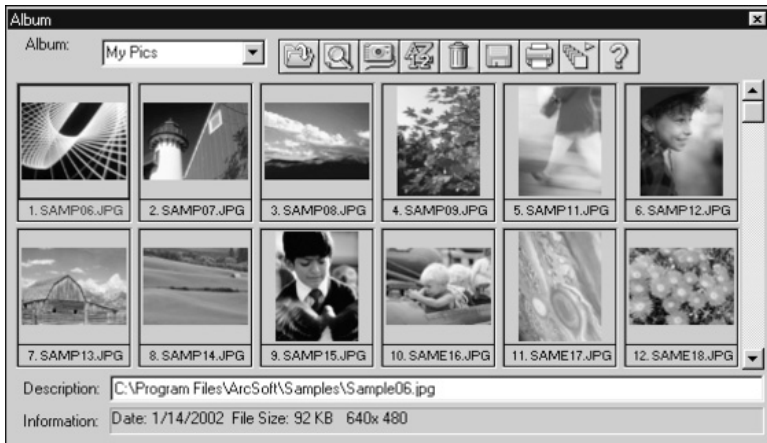 Album
Album: My Pics
1. SAMP06.JPG 2. SAMP07.JPG 3. SAMP08.JPG 4. SAMP09.JPG 5. SAMP11.JPG 6. SAMP12.JPG
7. SAMP13.JPG 8. SAMP14.JPG 9. SAMP15.JPG 10. SAME16.JPG 11. SAME17.JPG 12. SAME18.JPG
Description: C:\Program Files\ArcSoft\Samples\Sample06.jpg
Information: Date: 1/14/2002 File Size: 92 KB 640x 480